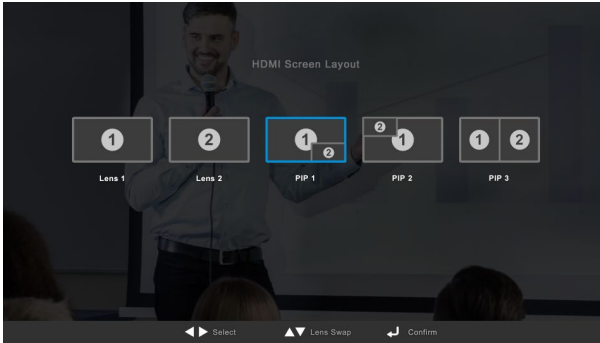 HDMI Screen Layout
1 2 1 2 2 1 1 2
Lens 1 Lens 2 PIP 1 PIP 2 PIP 3
Select Lens Swap Confirm